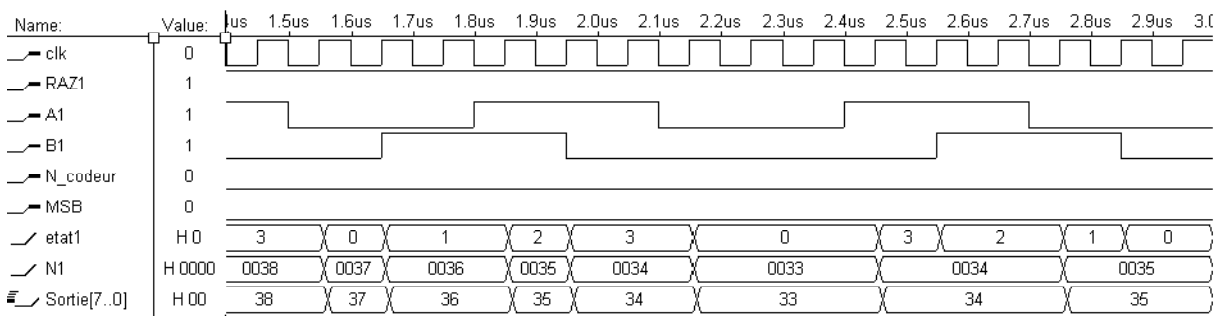 Name: Value: us 1.5us 1.6us 1.7us 1.8us 1.9us 2.0us 2.1us 2.2us 2.3us 2.4us 2.5us 2.6us 2.7us 2.8us 2.9us 3.0
clk 0
RAZ1 1
A1 1
B1 1
N_codeur 0
MSB 0
etat1 H 0 3 0 1 2 3 0 3 2 1 0
N1 H 0000 0038 0037 0036 0035 0034 0033 0034 0035
Sortie[7..0] H 00 38 37 36 35 34 33 34 35